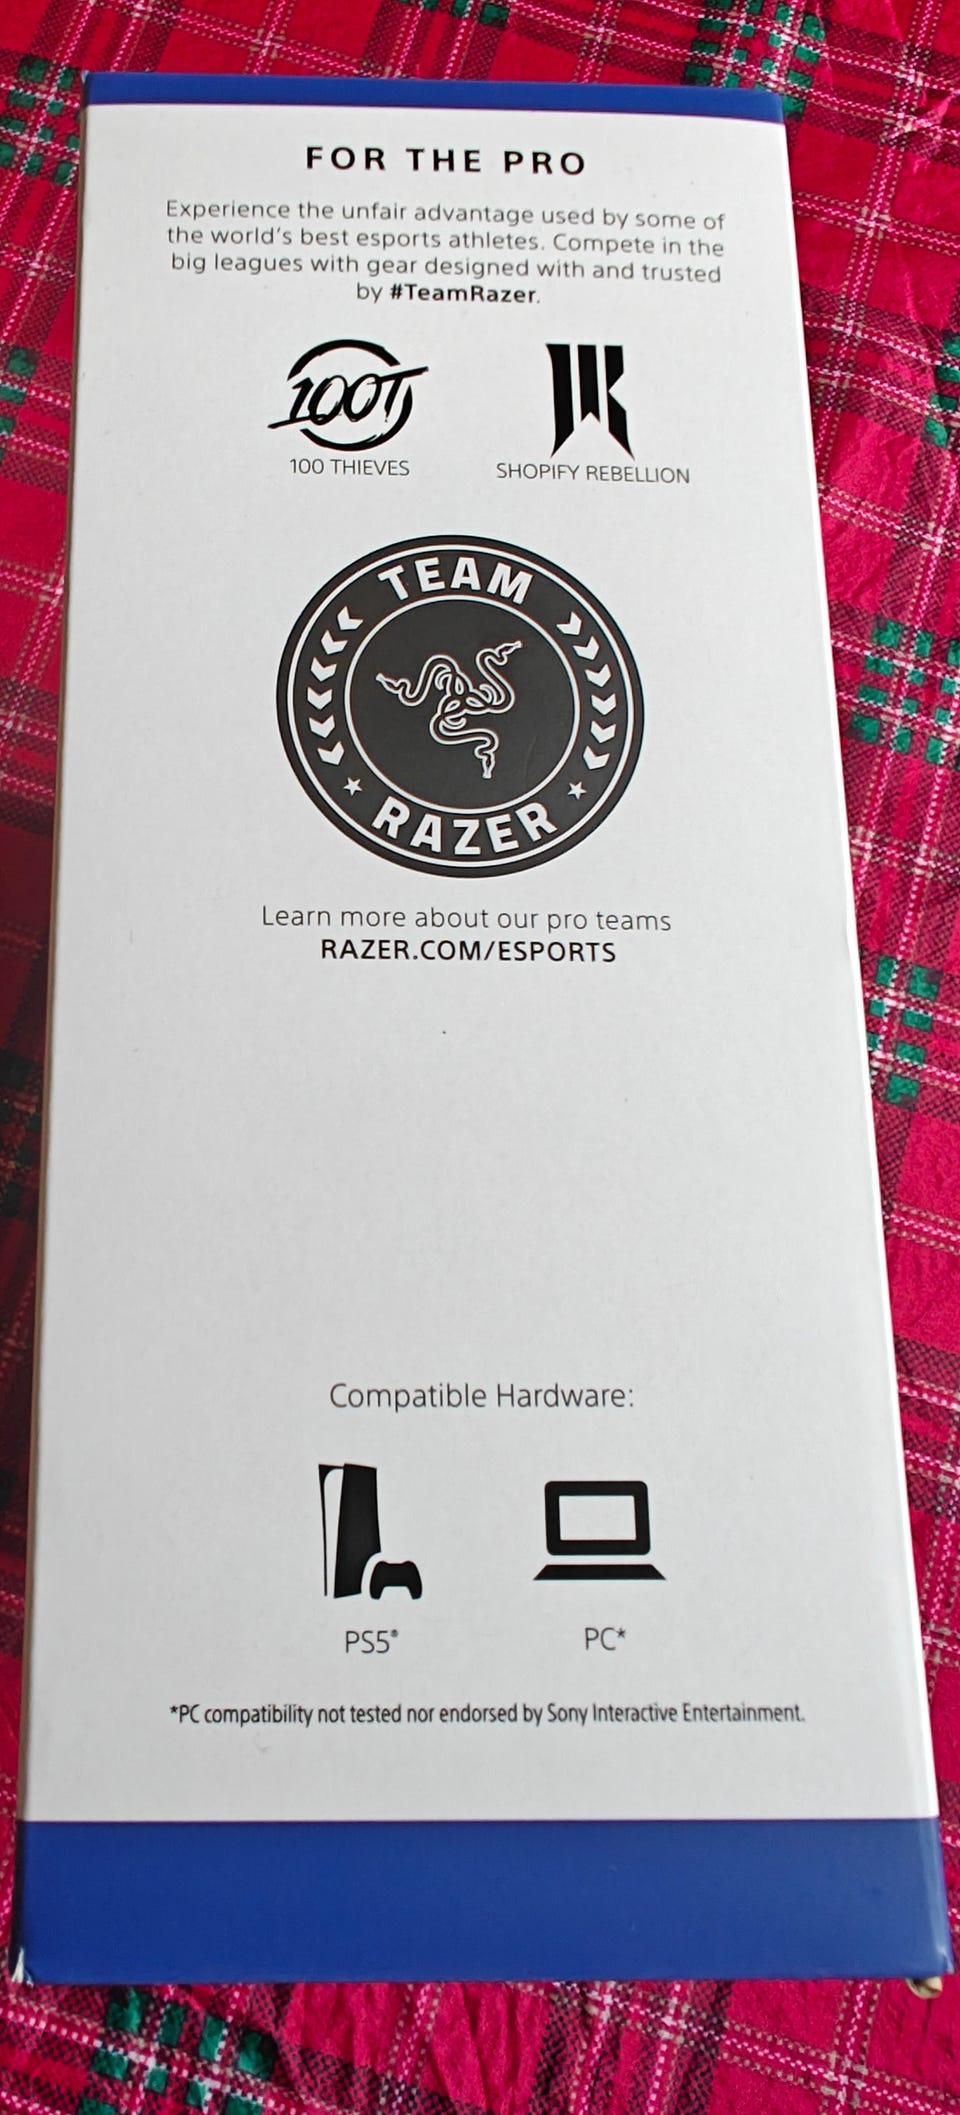 FOR THE PRO
Experience the unfair advantage used by some of
the world's best esports athletes. Compete in the
big leagues with gear designed with and trusted
by #TeamRazer.
100T
100 THIEVES
SHOPIFY REBELLION
TEAM
RAZER
Learn more about our pro teams
RAZER.COM/ESPORTS
Compatible Hardware:
PS5®
PC*
*PC compatibility not tested nor endorsed by Sony Interactive Entertainment.